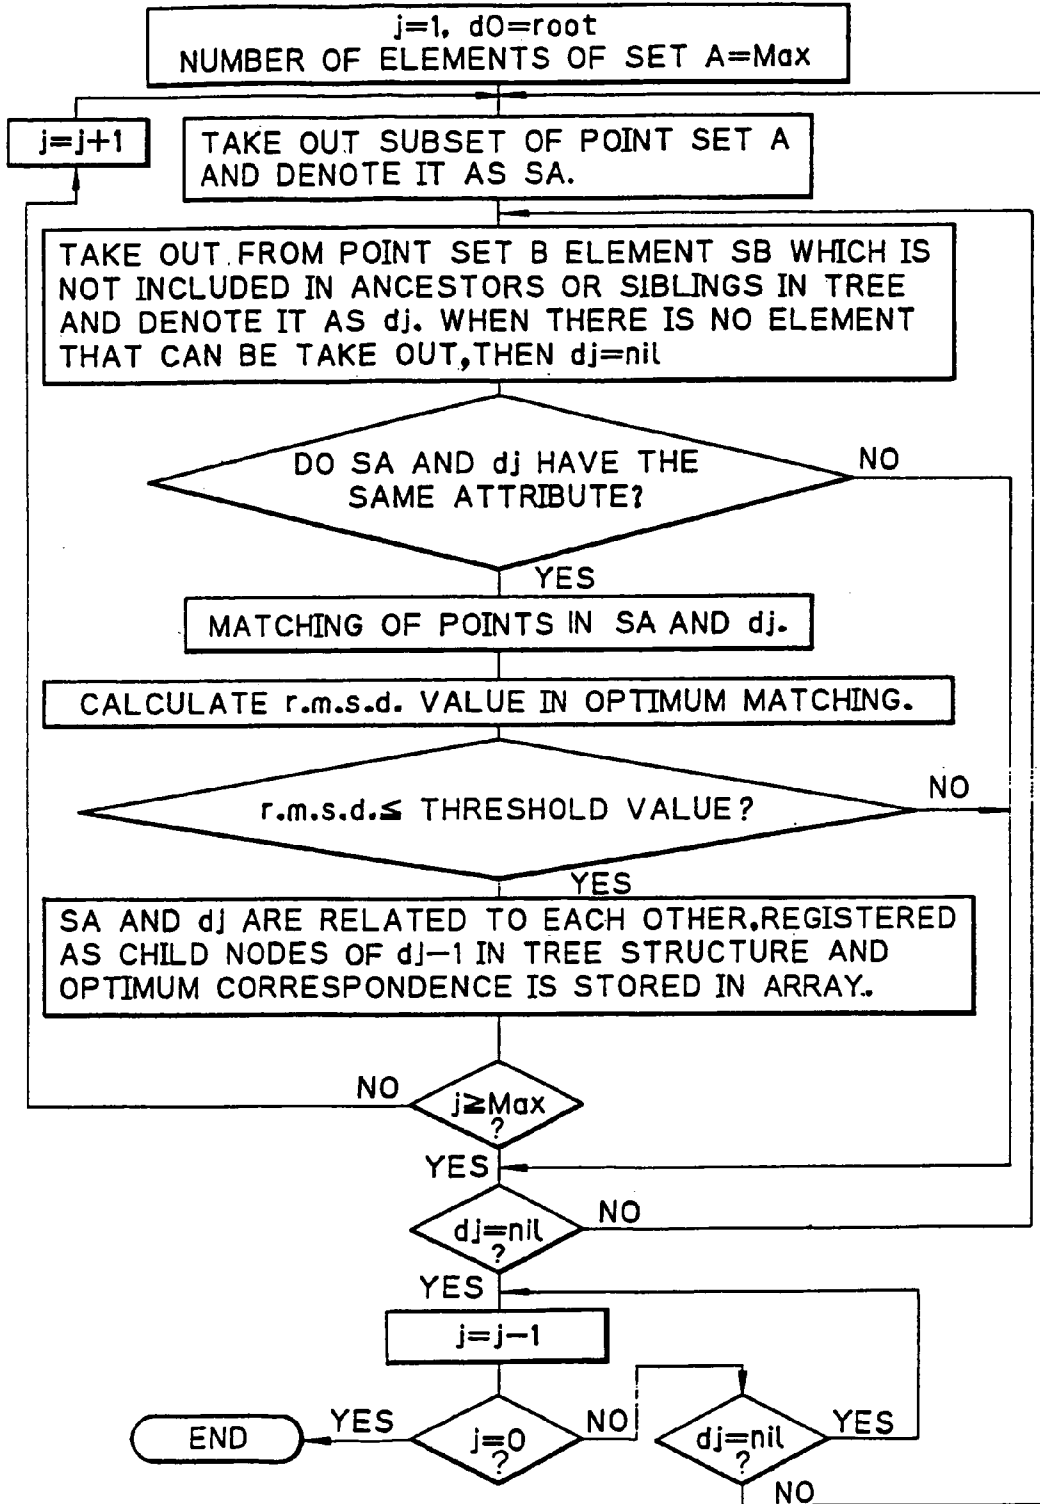 j=1, d0=root
NUMBER OF ELEMENTS OF SET A=Max
j=j+1
TAKE OUT SUBSET OF POINT SET A
AND DENOTE IT AS SA.
TAKE OUT FROM POINT SET B ELEMENT SB WHICH IS
NOT INCLUDED IN ANCESTORS OR SIBLINGS IN TREE
AND DENOTE IT AS dj. WHEN THERE IS NO ELEMENT
THAT CAN BE TAKE OUT, THEN dj=nil
DO SA AND dj HAVE THE
SAME ATTRIBUTE?
NO
YES
MATCHING OF POINTS IN SA AND dj.
CALCULATE r.m.s.d. VALUE IN OPTIMUM MATCHING.
r.m.s.d.≦ THRESHOLD VALUE?
NO
YES
SA AND dj ARE RELATED TO EACH OTHER,REGISTERED
AS CHILD NODES OF dj-1 IN TREE STRUCTURE AND
OPTIMUM CORRESPONDENCE IS STORED IN ARRAY.
NO
j≧Max
?
YES
dj=nil
?
NO
YES
j=j-1
END
YES
j=0
?
NO
dj=nil
?
YES
NO